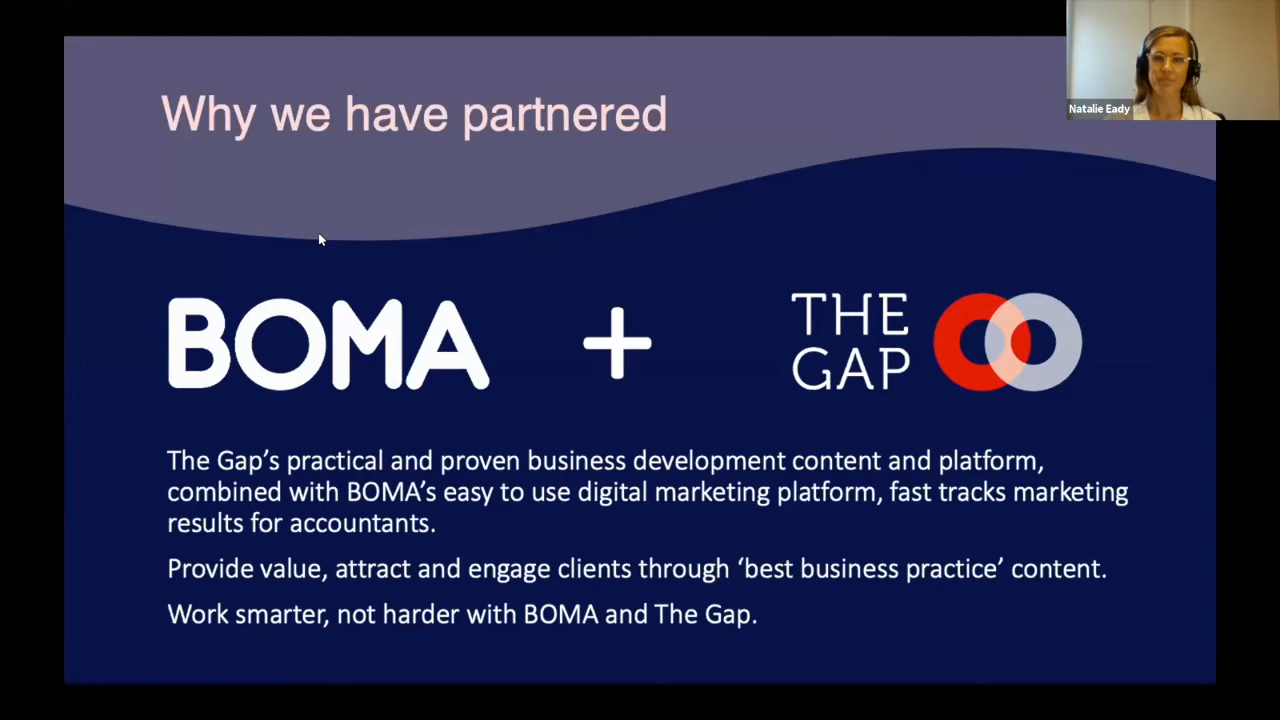 Why we have partnered
Natalie Eady
BOMA + THE GAP
The Gap’s practical and proven business development content and platform,
combined with BOMA’s easy to use digital marketing platform, fast tracks marketing
results for accountants.
Provide value, attract and engage clients through ‘best business practice’ content.
Work smarter, not harder with BOMA and The Gap.